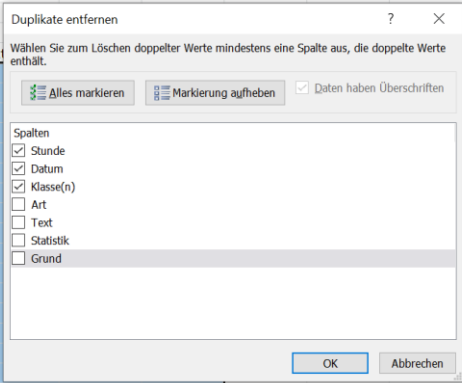 Duplikate entfernen
?
Wählen Sie zum Löschen doppelter Werte mindestens eine Spalte aus, die doppelte Werte
enthält.
Alles markieren
Markierung aufheben
Daten haben Überschriften
Spalten
Stunde
Datum
Klasse(n)
Art
Text
Statistik
Grund
OK
Abbrechen